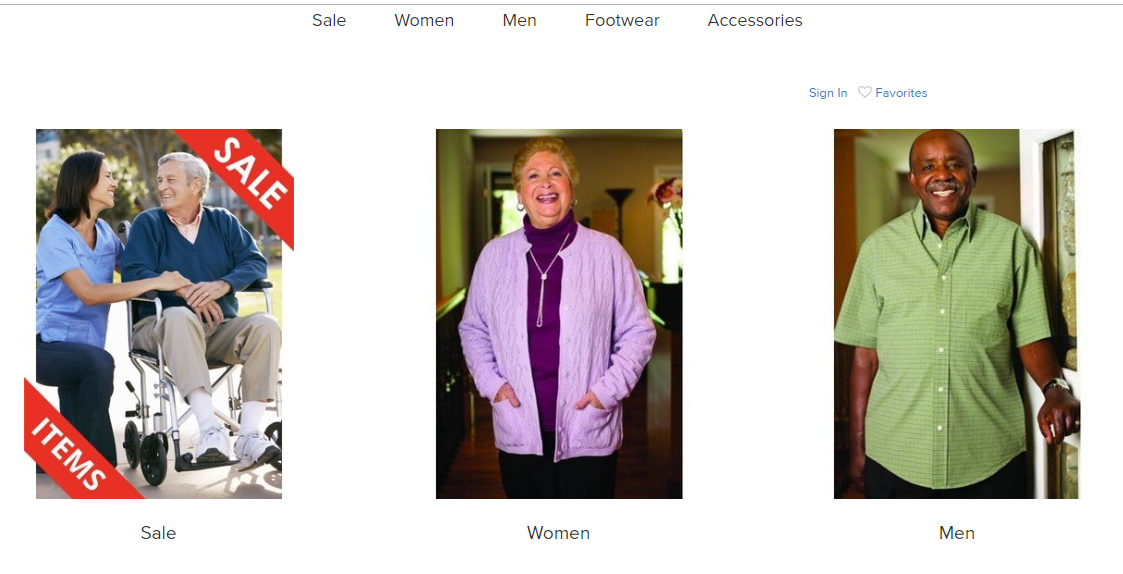 Sale Women Men Footwear Accessories
Sign In Favorites
SALE
ITEMS
Sale Women Men